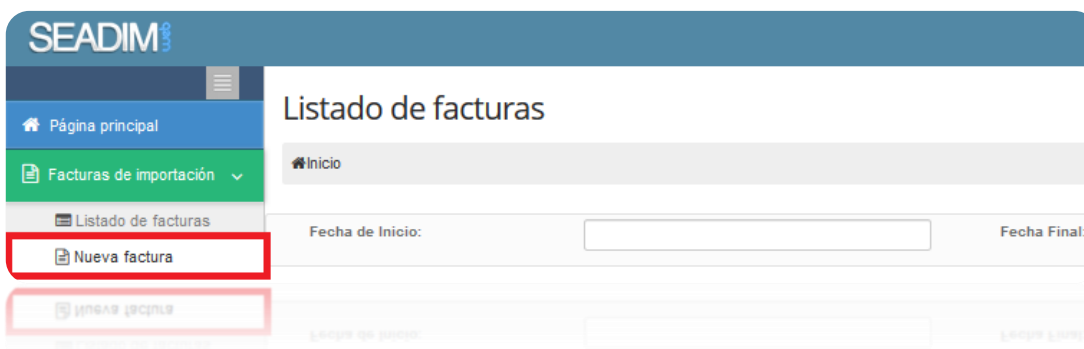 SEADIM web
Listado de facturas
Página principal
Inicio
Facturas de importación
Listado de facturas
Fecha de Inicio:
Fecha Final:
Nueva factura